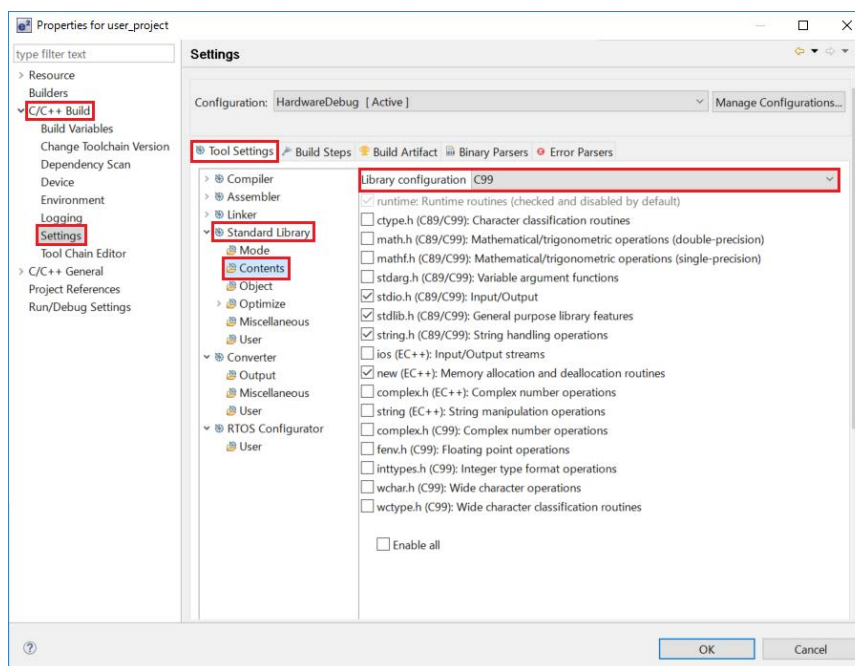 e² Properties for user_project
type filter text
Resource
Builders
C/C++ Build
Build Variables
Change Toolchain Version
Dependency Scan
Device
Environment
Logging
Settings
Tool Chain Editor
C/C++ General
Project References
Run/Debug Settings
Settings
Configuration: HardwareDebug [ Active ] Manage Configurations...
Tool Settings Build Steps Build Artifact Binary Parsers Error Parsers
Compiler
Assembler
Linker
Standard Library
Mode
Contents
Object
Optimize
Miscellaneous
User
Converter
Output
Miscellaneous
User
RTOS Configurator
User
Library configuration C99
runtime: Runtime routines (checked and disabled by default)
ctype.h (C89/C99): Character classification routines
math.h (C89/C99): Mathematical/trigonometric operations (double-precision)
mathf.h (C89/C99): Mathematical/trigonometric operations (single-precision)
stdarg.h (C89/C99): Variable argument functions
stdio.h (C89/C99): Input/Output
stdlib.h (C89/C99): General purpose library features
string.h (C89/C99): String handling operations
ios (EC++): Input/Output streams
new (EC++): Memory allocation and deallocation routines
complex.h (EC++): Complex number operations
string (EC++): String manipulation operations
complex.h (C99): Complex number operations
fenv.h (C99): Floating point operations
inttypes.h (C99): Integer type format operations
wchar.h (C99): Wide character operations
wctype.h (C99): Wide character classification routines
Enable all
? OK Cancel